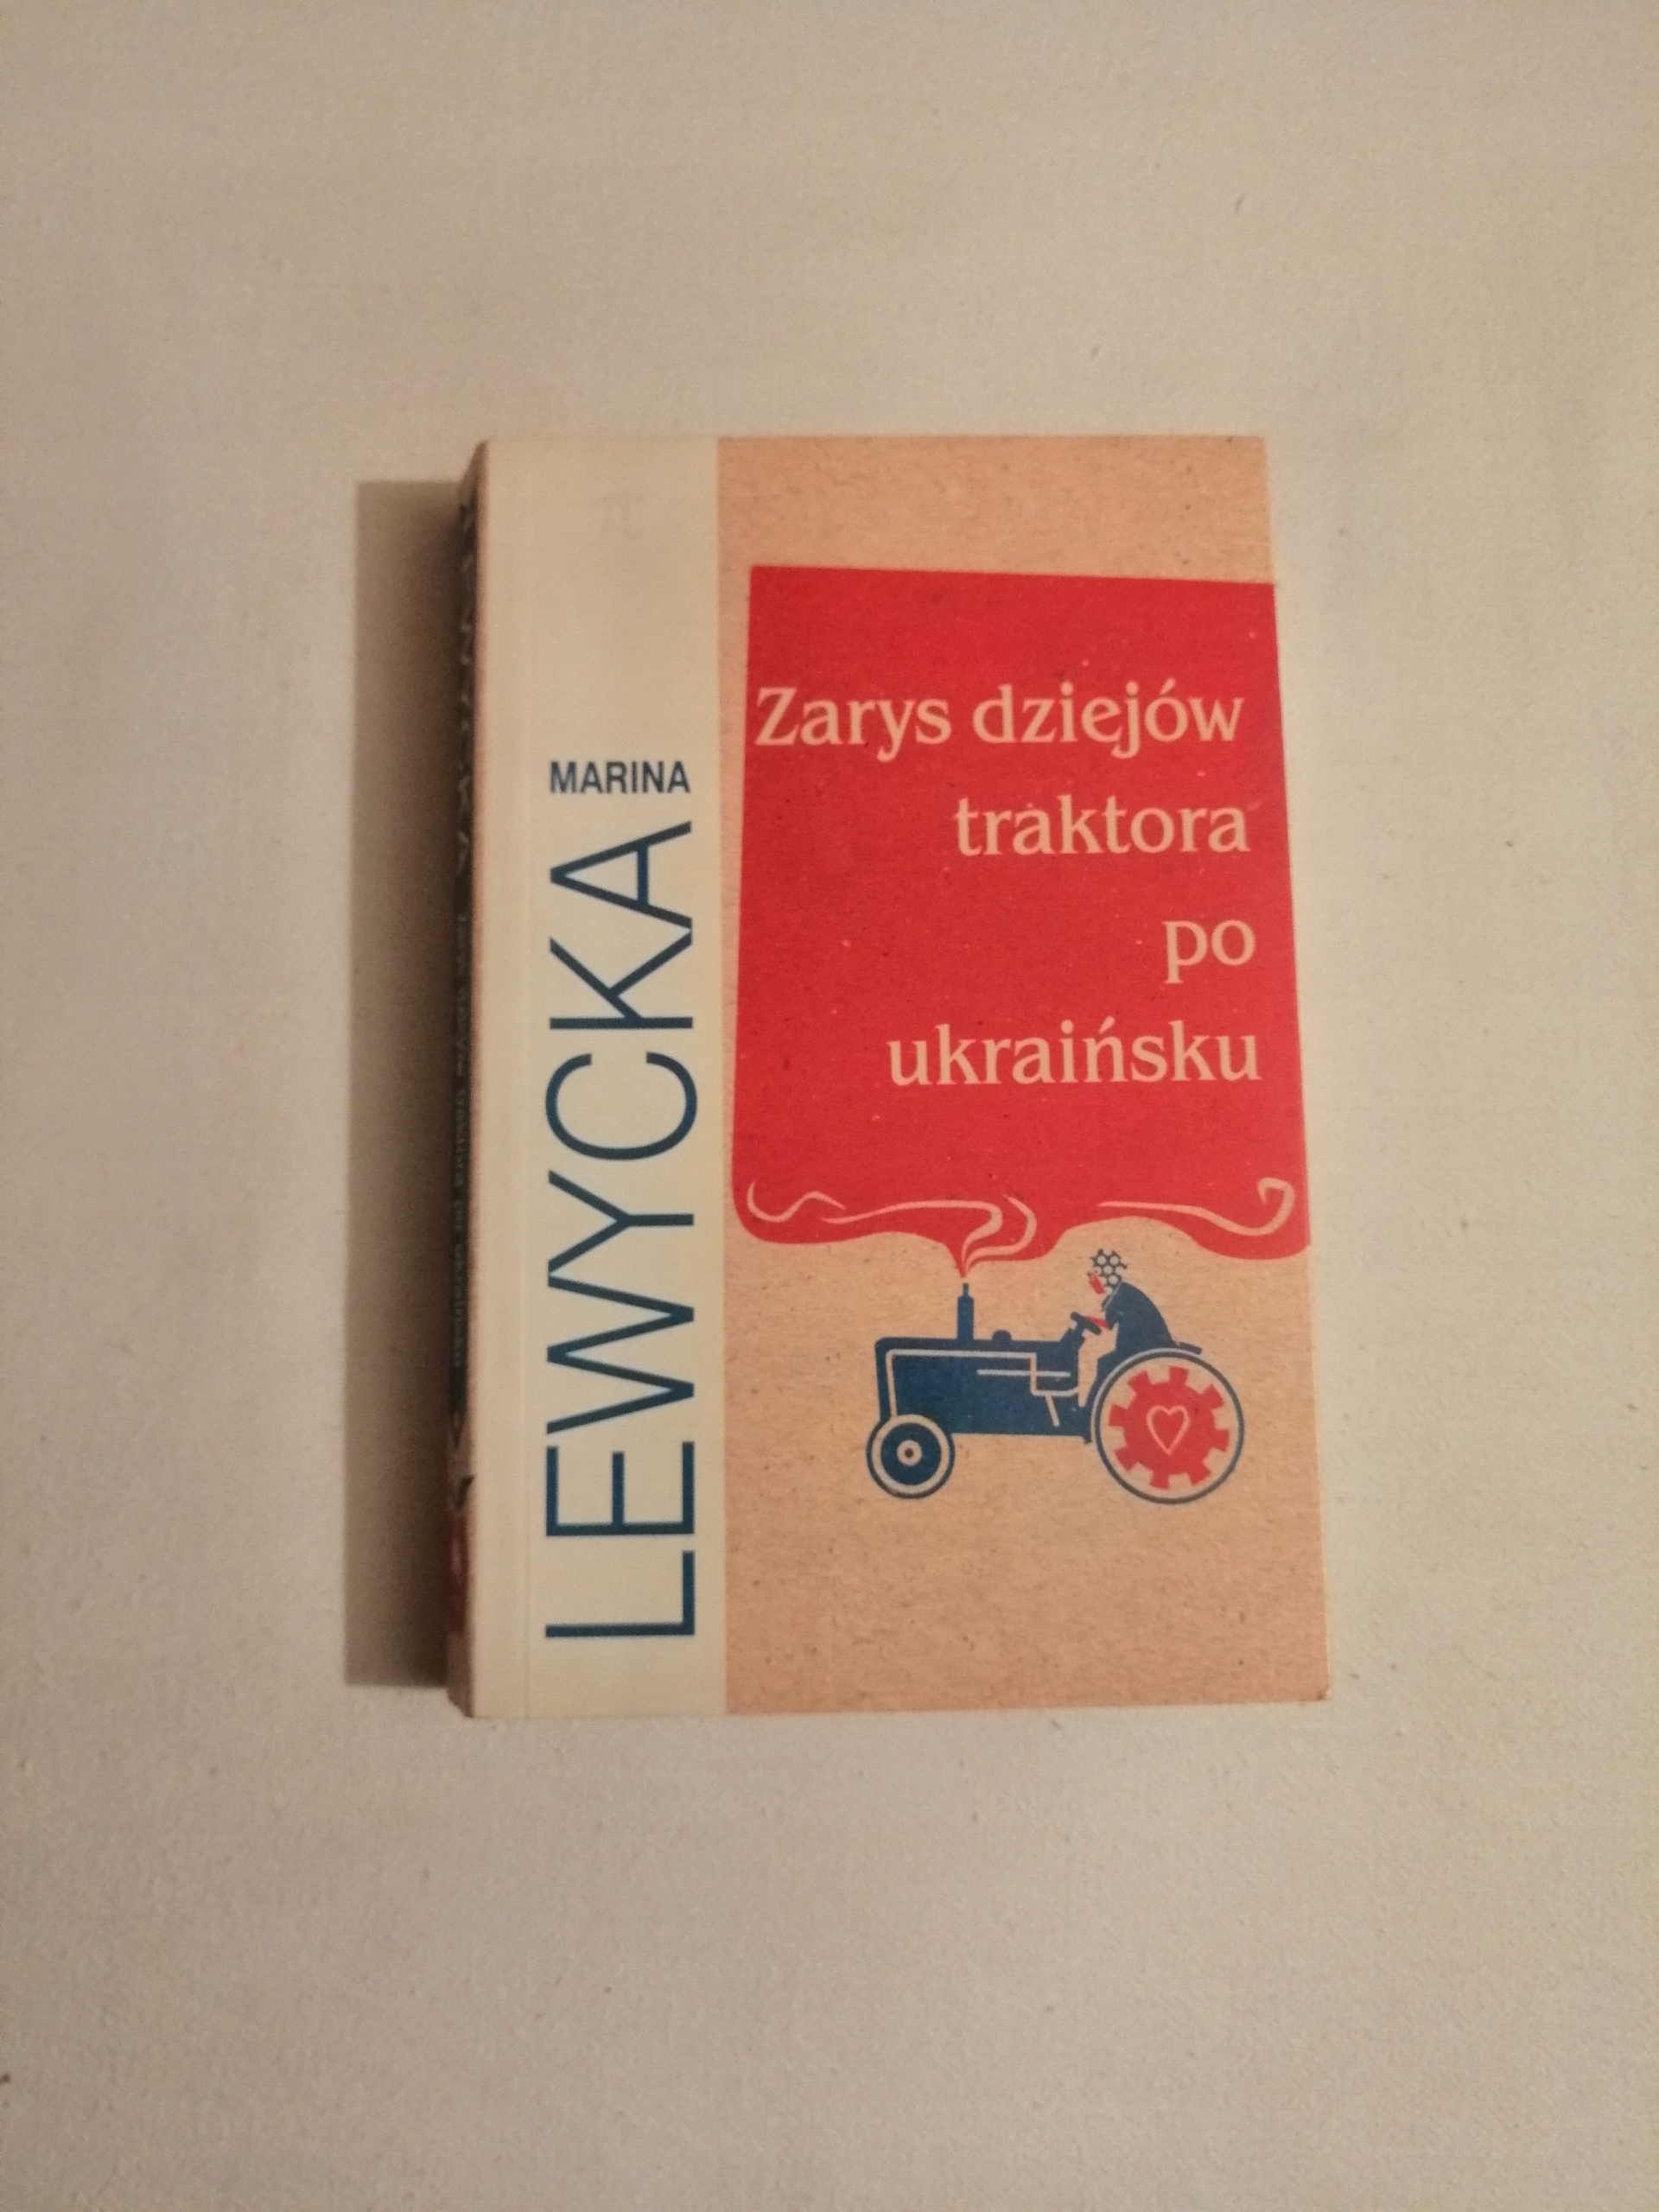 MARINA
LEWYCKA
Zarys dziejów
traktora
po
ukraińsku